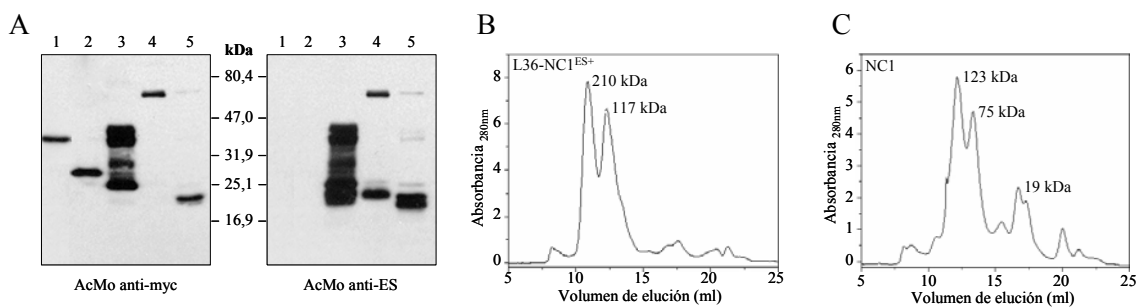 A
1 2 3 4 5
kDa
1 2 3 4 5
80,4
47,0
31,9
25,1
16,9
AcMo anti-myc
AcMo anti-ES
B
L36-NC1ES+
210 kDa
117 kDa
8
6
4
2
0
Absorbancia 280nm
5 10 15 20 25
Volumen de elución (ml)
C
NC1
123 kDa
75 kDa
19 kDa
6
5
4
3
2
1
0
Absorbancia 280nm
5 10 15 20 25
Volumen de elución (ml)